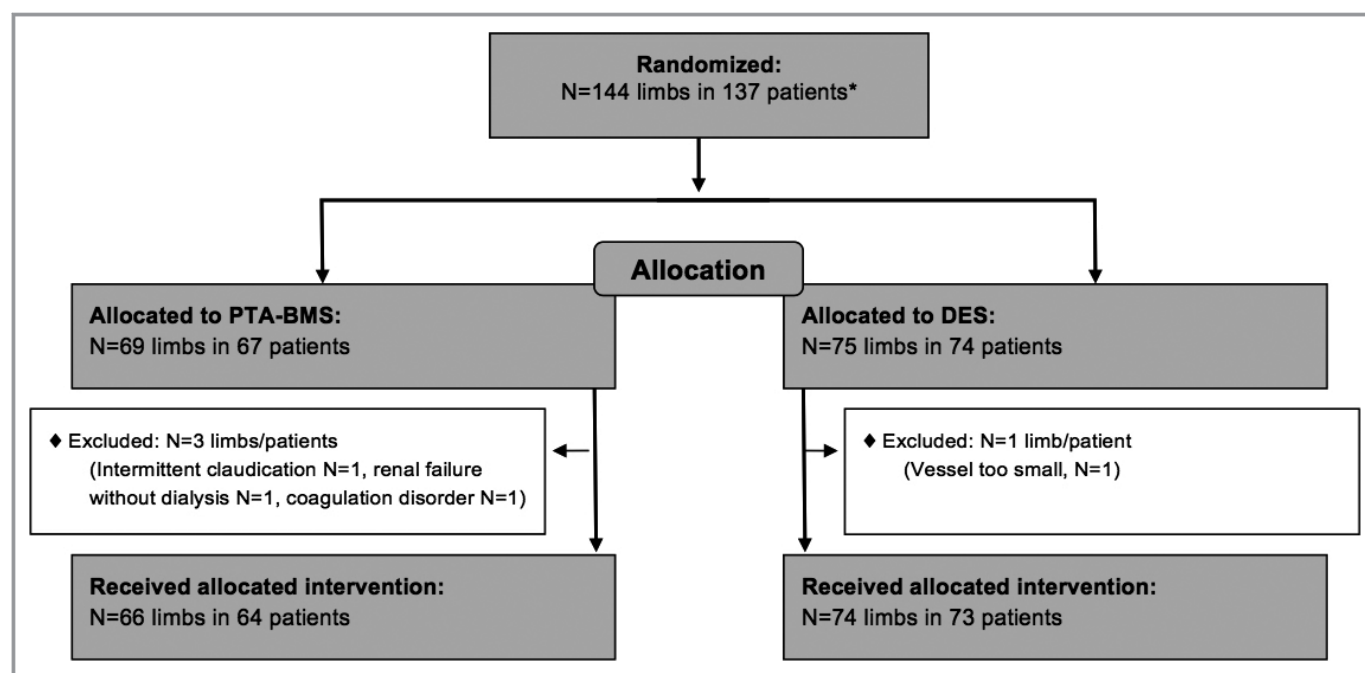 Randomized:
N=144 limbs in 137 patients*
Allocation
Allocated to PTA-BMS:
N=69 limbs in 67 patients
Allocated to DES:
N=75 limbs in 74 patients
♦ Excluded: N=3 limbs/patients
(Intermittent claudication N=1, renal failure
without dialysis N=1, coagulation disorder N=1)
♦ Excluded: N=1 limb/patient
(Vessel too small, N=1)
Received allocated intervention:
N=66 limbs in 64 patients
Received allocated intervention:
N=74 limbs in 73 patients